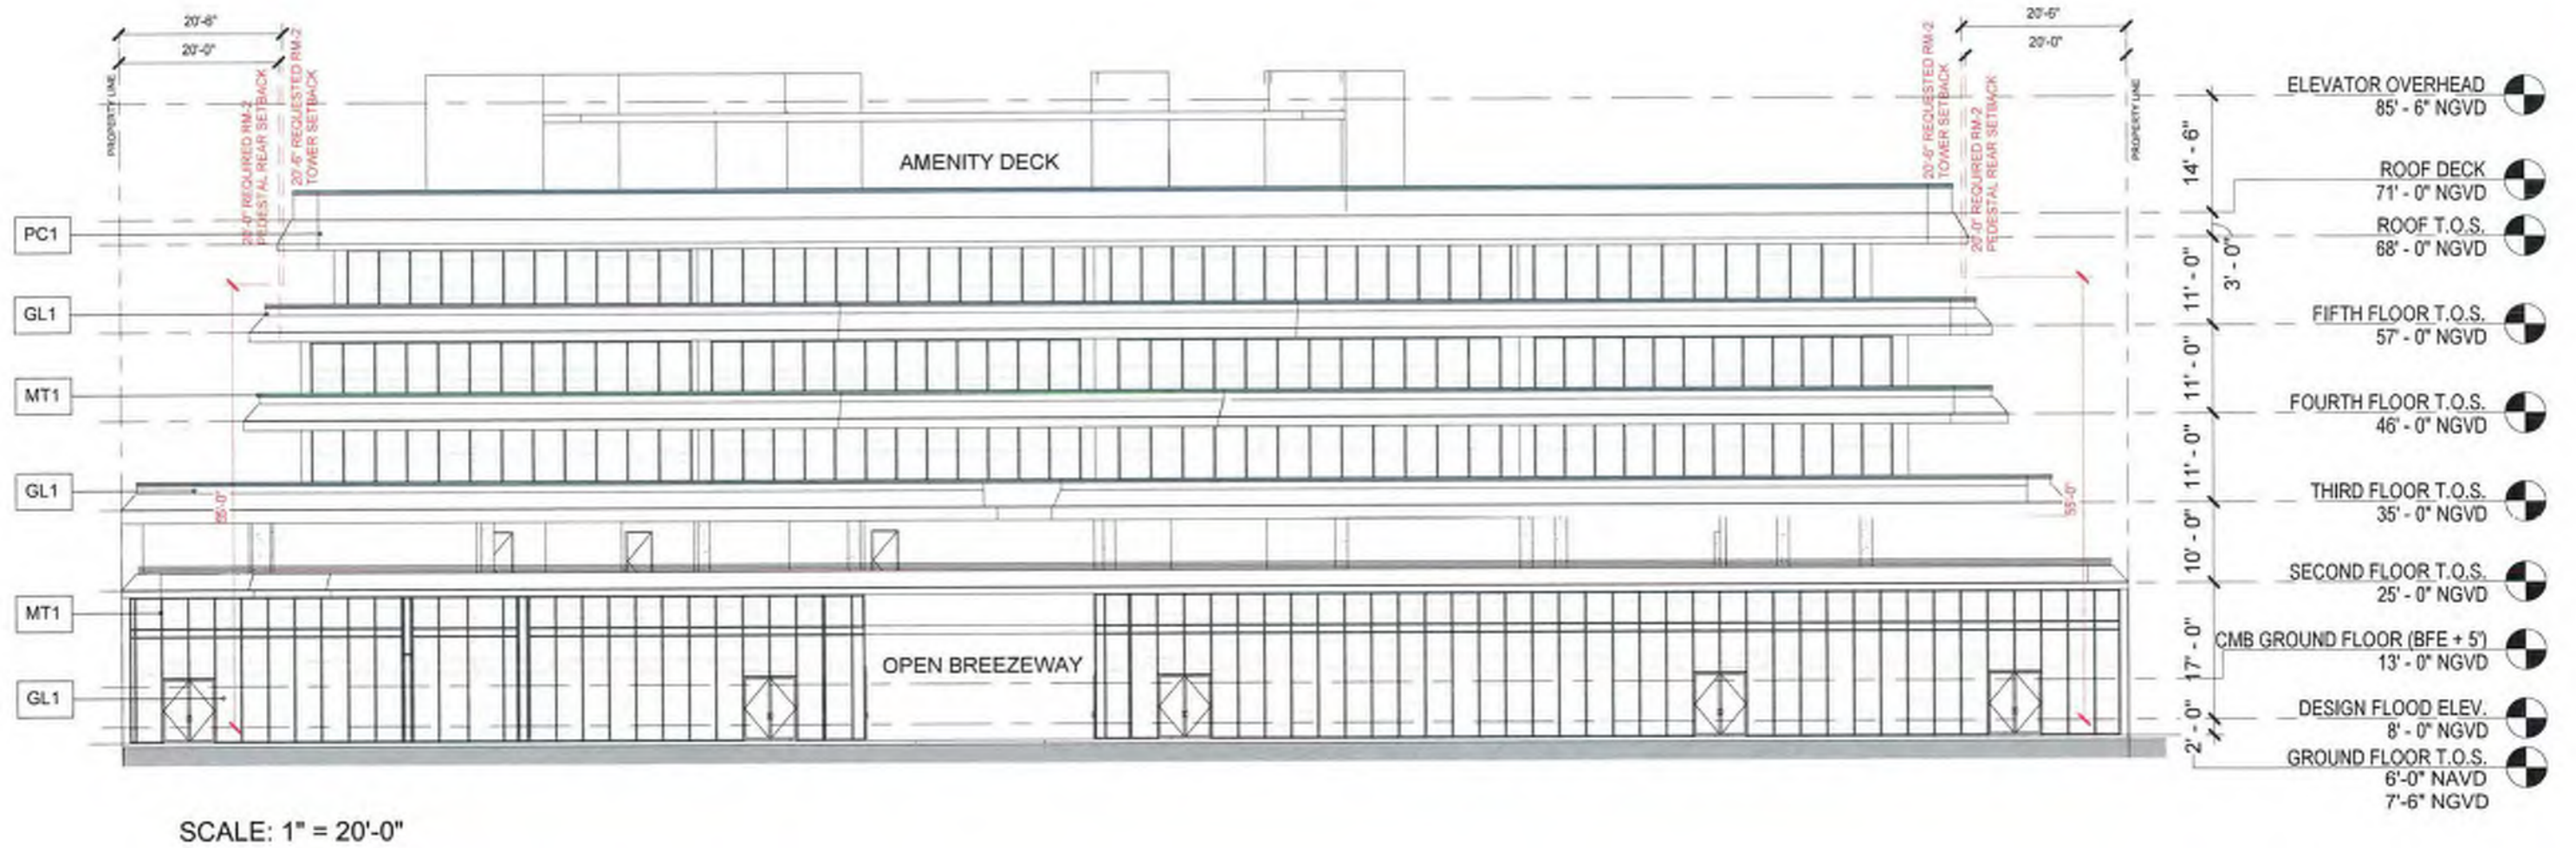 20'-6"
20'-0"
PROPERTY LINE
20'-0" REQUIRED RM-2
PEDESTAL REAR SETBACK
20'-6" REQUESTED RM-2
TOWER SETBACK
20'-6"
20'-0"
20'-6" REQUESTED RM-2
TOWER SETBACK
20'-0" REQUIRED RM-2
PEDESTAL REAR SETBACK
PROPERTY LINE
AMENITY DECK
PC1
GL1
MT1
GL1
MT1
GL1
55'-0"
55'-0"
OPEN BREEZEWAY
14' - 6"
3' - 0"
11' - 0"
11' - 0"
11' - 0"
10' - 0"
17' - 0"
2' - 0"
ELEVATOR OVERHEAD
85' - 6" NGVD
ROOF DECK
71' - 0" NGVD
ROOF T.O.S.
68' - 0" NGVD
FIFTH FLOOR T.O.S.
57' - 0" NGVD
FOURTH FLOOR T.O.S.
46' - 0" NGVD
THIRD FLOOR T.O.S.
35' - 0" NGVD
SECOND FLOOR T.O.S.
25' - 0" NGVD
CMB GROUND FLOOR (BFE + 5')
13' - 0" NGVD
DESIGN FLOOD ELEV.
8' - 0" NGVD
GROUND FLOOR T.O.S.
6'-0" NAVD
7'-6" NGVD
SCALE: 1" = 20'-0"